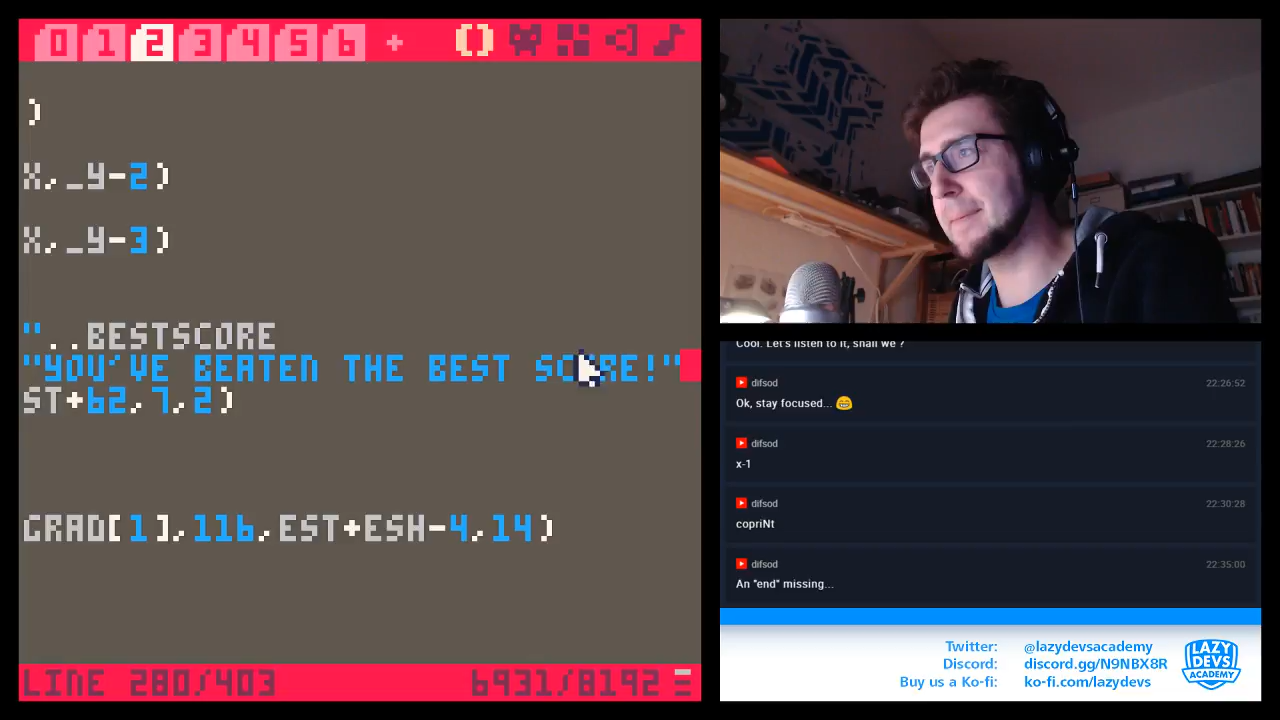 0 1 2 3 4 5 6 +
)
X,_Y-2)
X,_Y-3)
"..BESTSCORE
"YOU'VE BEATEN THE BEST SCORE!"
ST+62,7,2)
GRAD[1],116,EST+ESH-4,14)
LINE 280/403
6931/8192
Cool. Let's listen to it, shall we ?
difsod 22:26:52
Ok, stay focused... 😂
difsod 22:28:26
x-1
difsod 22:30:28
copriNt
difsod 22:35:00
An "end" missing...
Twitter: @lazydevsacademy
Discord: discord.gg/N9NBX8R
Buy us a Ko-fi: ko-fi.com/lazydevs
LAZY
DEVS
ACADEMY